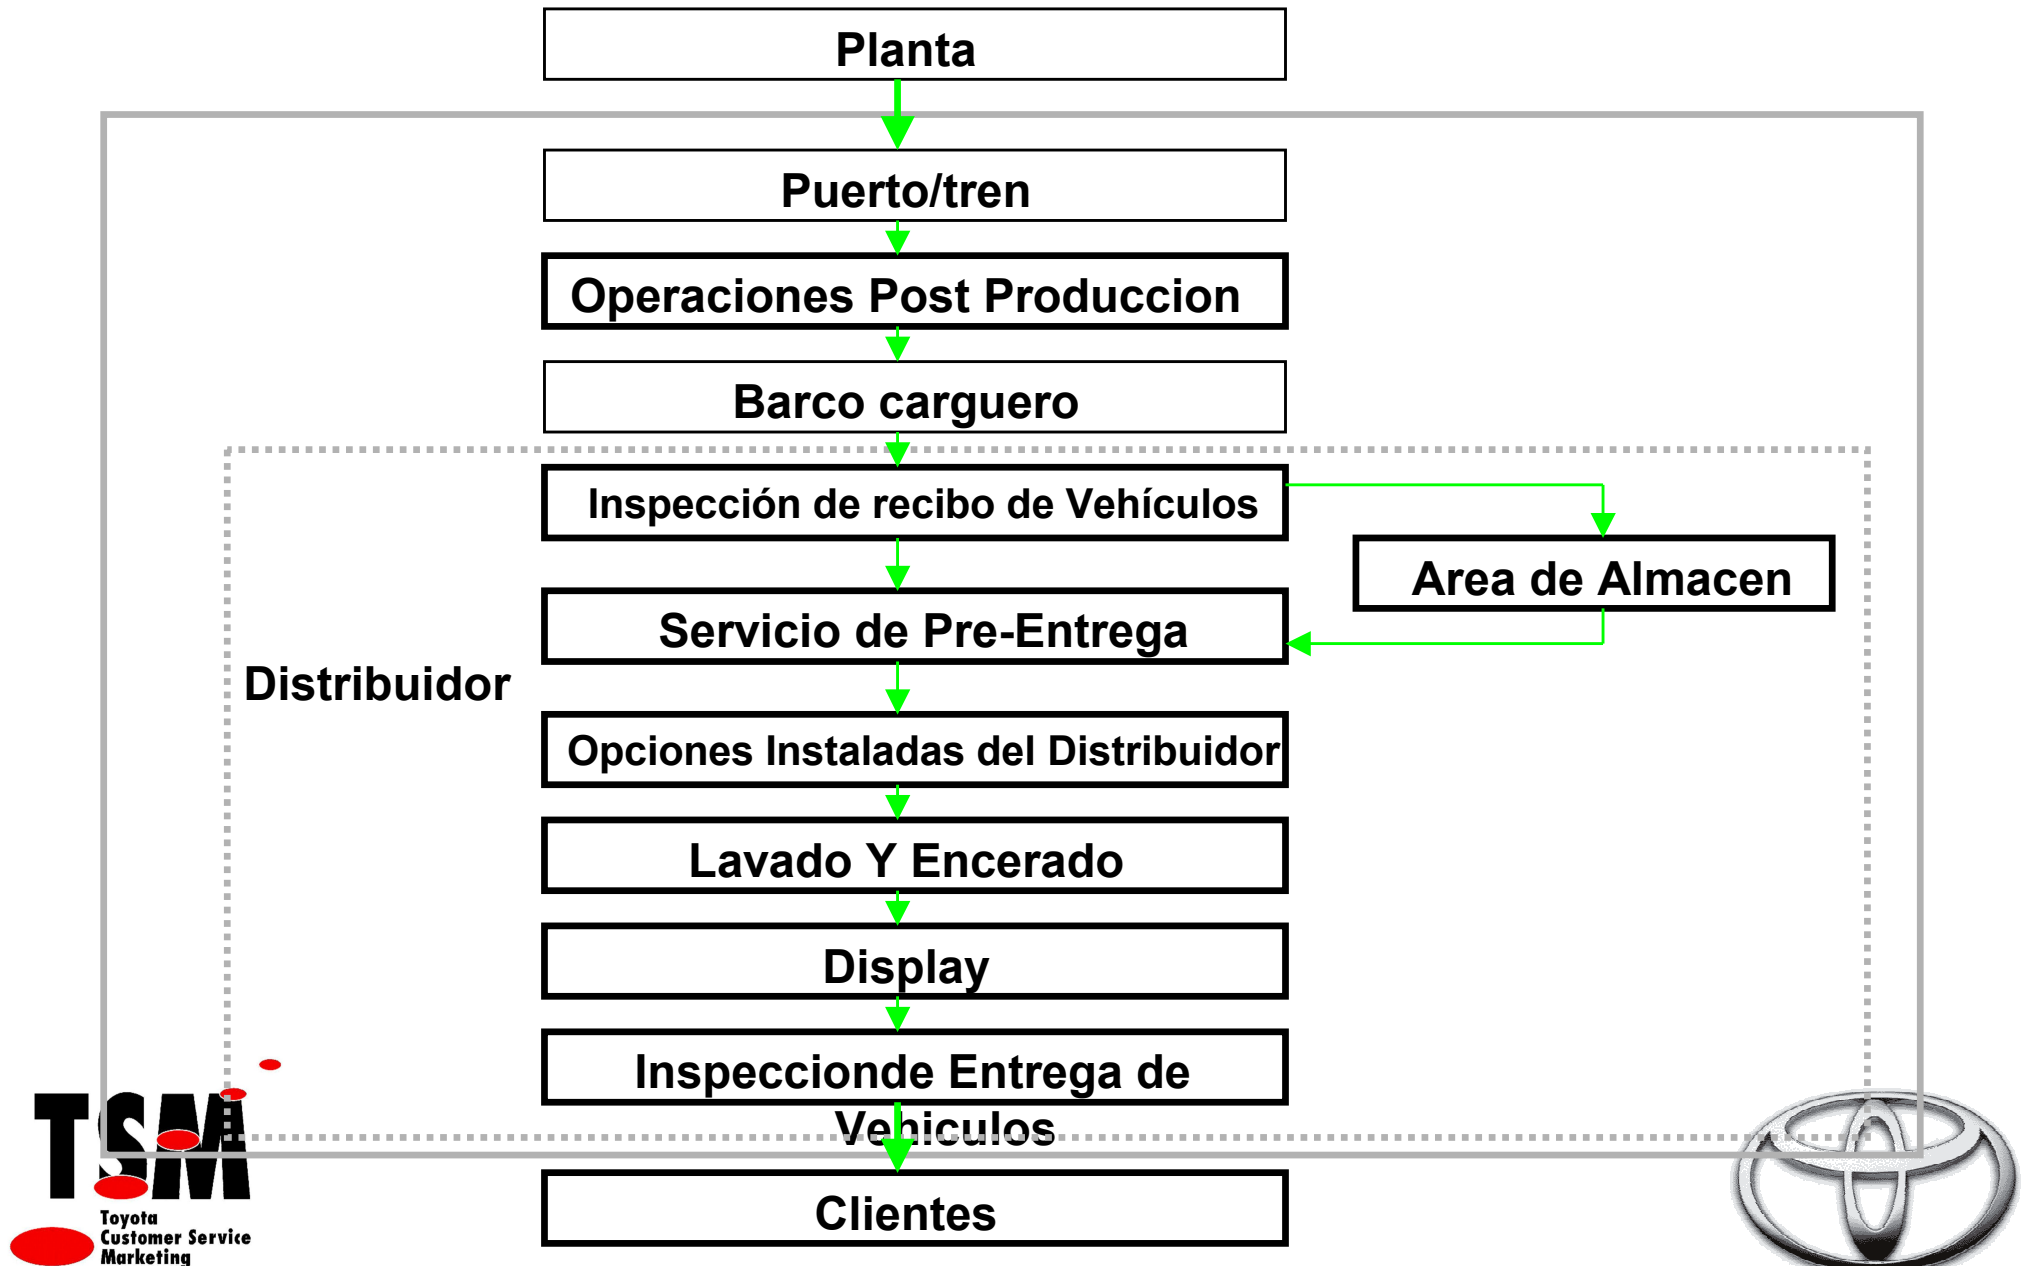 Planta
Puerto/tren
Operaciones Post Produccion
Barco carguero
Inspección de recibo de Vehículos
Area de Almacen
Servicio de Pre-Entrega
Distribuidor
Opciones Instaladas del Distribuidor
Lavado Y Encerado
Display
Inspeccionde Entrega de
Vehiculos
Clientes
TSM
Toyota
Customer Service
Marketing